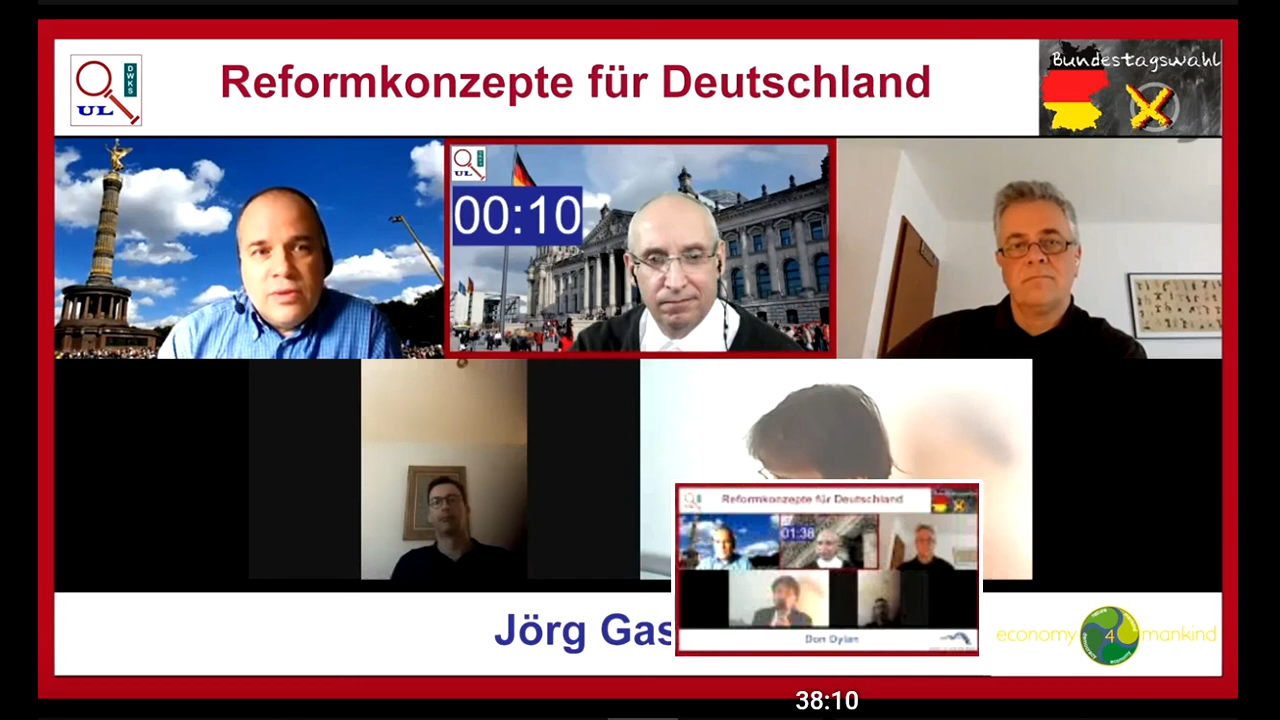 DWKS
UL
Reformkonzepte für Deutschland
Bundestagswahl
UL
00:10
Reformkonzepte für Deutschland
01:38
Don Dylan
Jörg Gas
economy 4 mankind
38:10